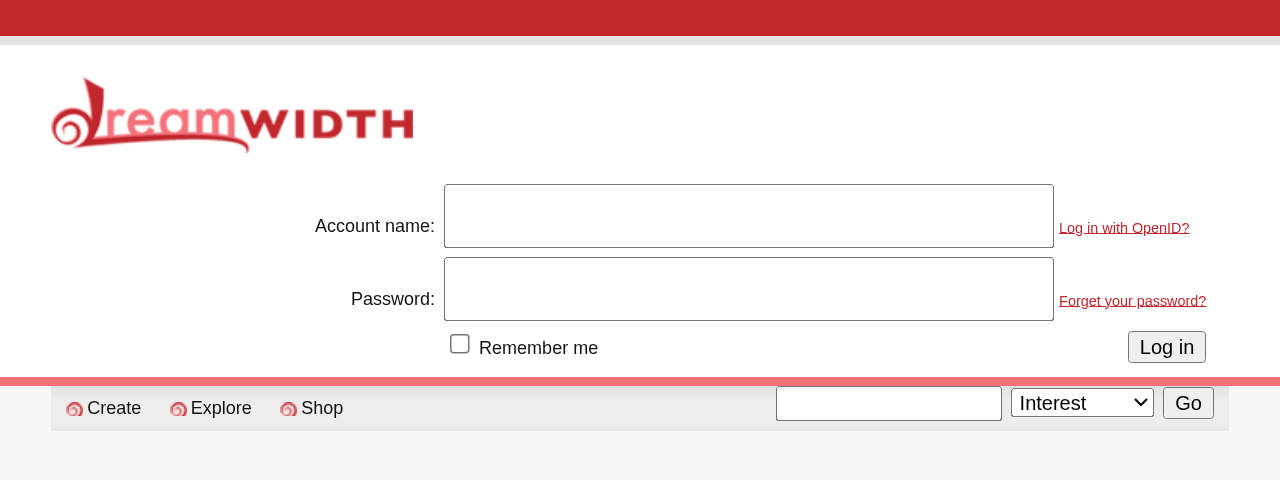 dreamWIDTH
Account name:
Log in with OpenID?
Password:
Forget your password?
Remember me
Log in
Create
Explore
Shop
Interest
Go